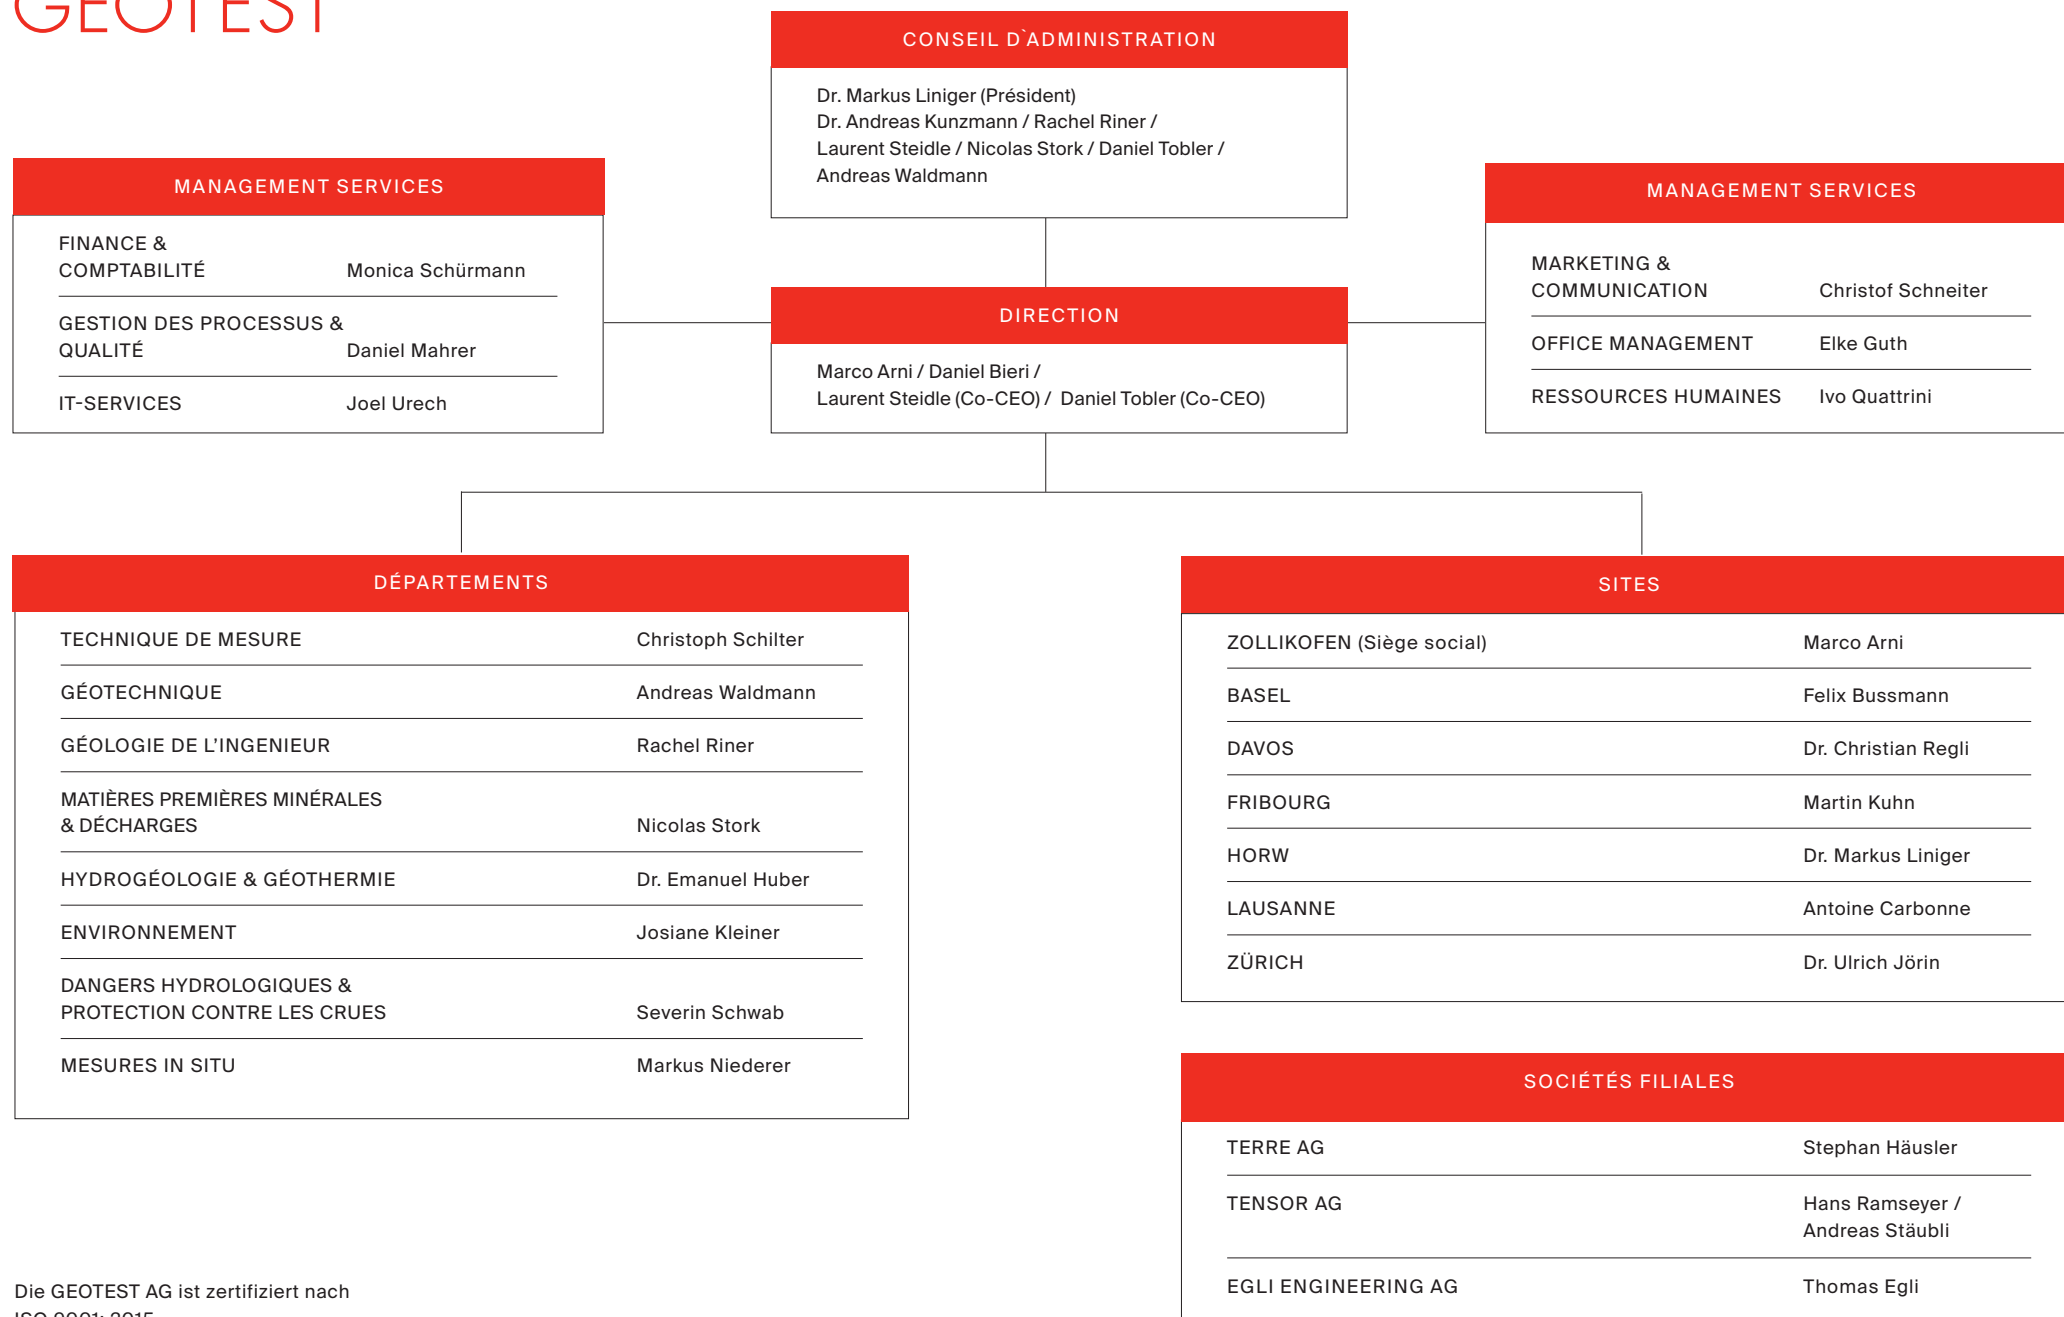 GEOTEST
CONSEIL D`ADMINISTRATION
Dr. Markus Liniger (Président)
Dr. Andreas Kunzmann / Rachel Riner /
Laurent Steidle / Nicolas Stork / Daniel Tobler /
Andreas Waldmann
MANAGEMENT SERVICES
FINANCE &
COMPTABILITÉ Monica Schürmann
GESTION DES PROCESSUS &
QUALITÉ Daniel Mahrer
IT-SERVICES Joel Urech
DIRECTION
Marco Arni / Daniel Bieri /
Laurent Steidle (Co-CEO) / Daniel Tobler (Co-CEO)
MANAGEMENT SERVICES
MARKETING &
COMMUNICATION Christof Schneiter
OFFICE MANAGEMENT Elke Guth
RESSOURCES HUMAINES Ivo Quattrini
DÉPARTEMENTS
TECHNIQUE DE MESURE Christoph Schilter
GÉOTECHNIQUE Andreas Waldmann
GÉOLOGIE DE L’INGENIEUR Rachel Riner
MATIÈRES PREMIÈRES MINÉRALES
& DÉCHARGES Nicolas Stork
HYDROGÉOLOGIE & GÉOTHERMIE Dr. Emanuel Huber
ENVIRONNEMENT Josiane Kleiner
DANGERS HYDROLOGIQUES &
PROTECTION CONTRE LES CRUES Severin Schwab
MESURES IN SITU Markus Niederer
SITES
ZOLLIKOFEN (Siège social) Marco Arni
BASEL Felix Bussmann
DAVOS Dr. Christian Regli
FRIBOURG Martin Kuhn
HORW Dr. Markus Liniger
LAUSANNE Antoine Carbonne
ZÜRICH Dr. Ulrich Jörin
SOCIÉTÉS FILIALES
TERRE AG Stephan Häusler
TENSOR AG Hans Ramseyer /
Andreas Stäubli
EGLI ENGINEERING AG Thomas Egli
Die GEOTEST AG ist zertifiziert nach
ISO 9001: 2015